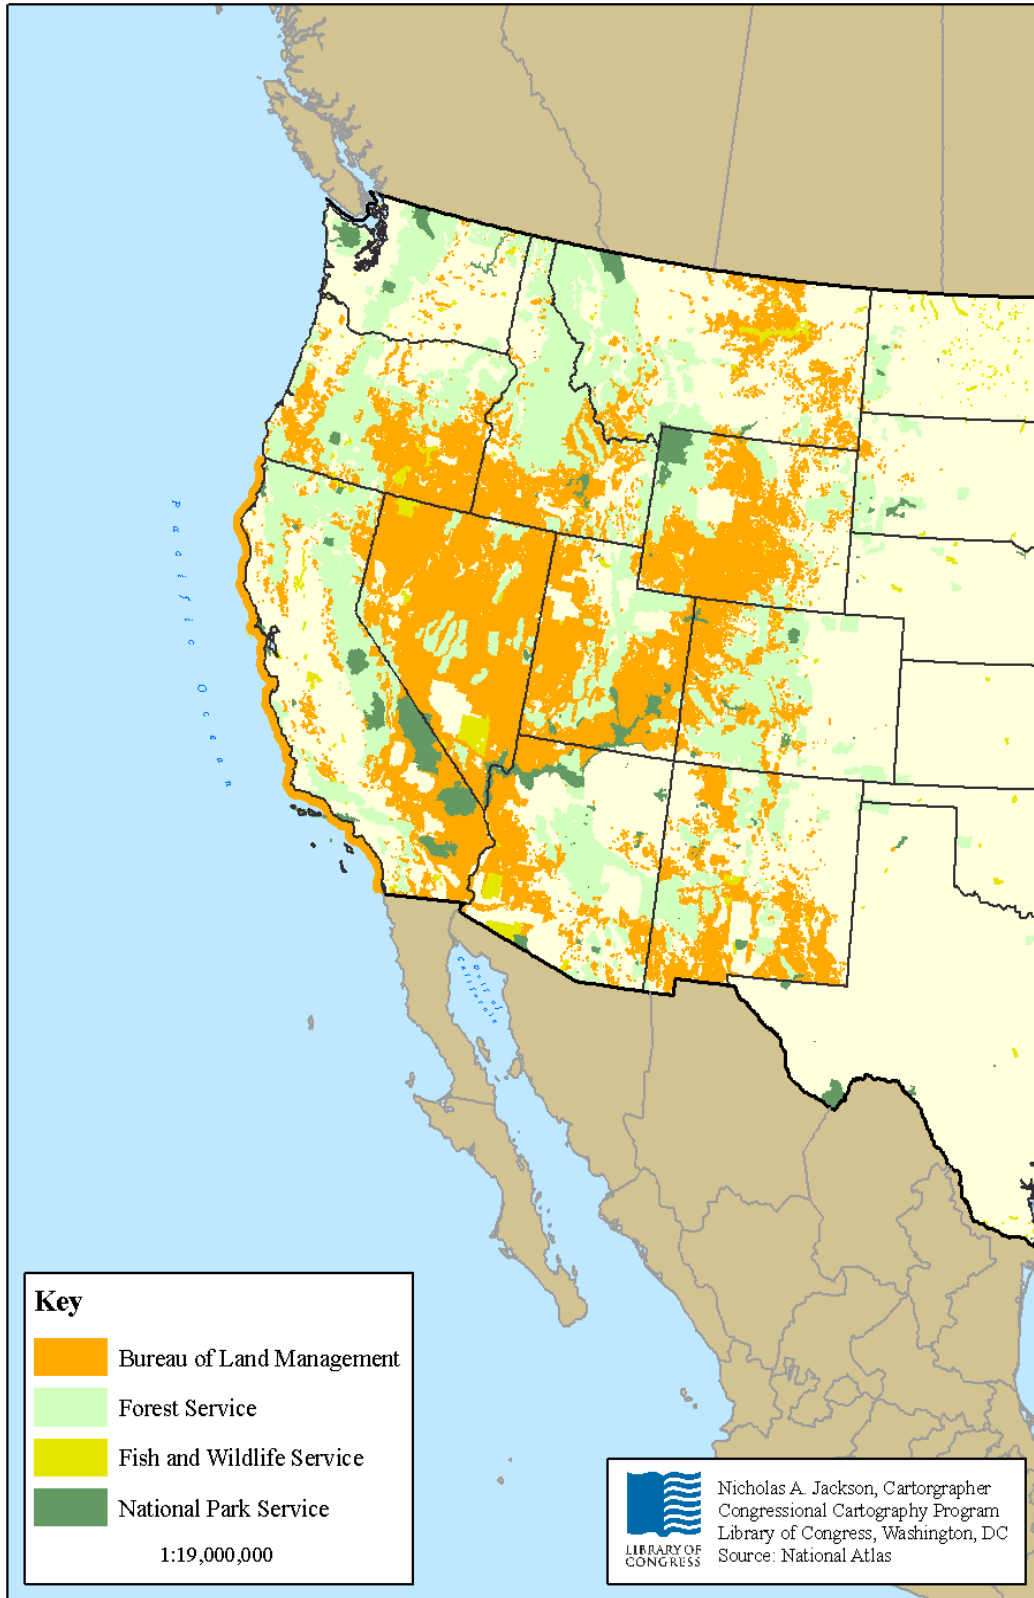 Pacific Ocean
Gulf of
California
Key
Bureau of Land Management
Forest Service
Fish and Wildlife Service
National Park Service
1:19,000,000
LIBRARY OF
CONGRESS
Nicholas A. Jackson, Cartorgrapher
Congressional Cartography Program
Library of Congress, Washington, DC
Source: National Atlas